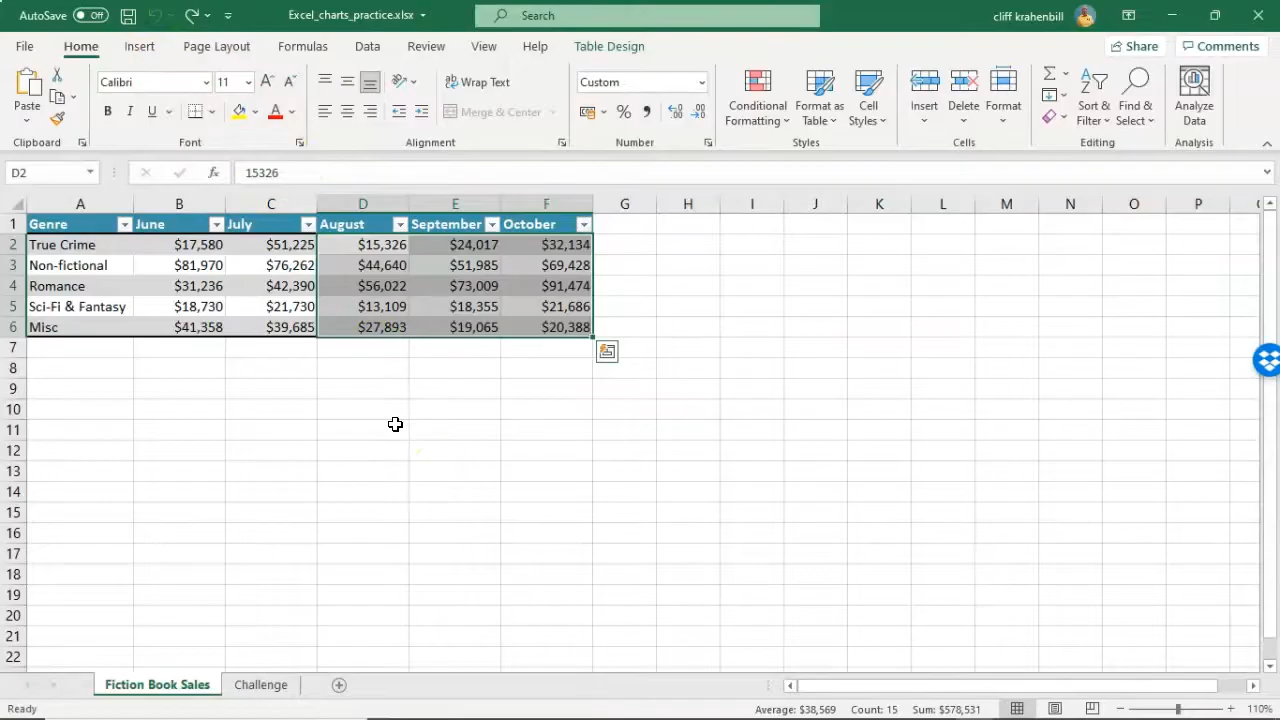 AutoSave Off Excel_charts_practice.xlsx Search cliff krahenbill
File Home Insert Page Layout Formulas Data Review View Help Table Design Share Comments
Paste Calibri 11 Wrap Text Custom Conditional Formatting Format as Table Cell Styles Insert Delete Format Sort & Filter Find & Select Analyze Data
B I U Merge & Center $ % ,
Clipboard Font Alignment Number Styles Cells Editing Analysis
D2 fx 15326
A B C D E F G H I J K L M N O P
1 Genre June July August September October
2 True Crime $17,580 $51,225 $15,326 $24,017 $32,134
3 Non-fictional $81,970 $76,262 $44,640 $51,985 $69,428
4 Romance $31,236 $42,390 $56,022 $73,009 $91,474
5 Sci-Fi & Fantasy $18,730 $21,730 $13,109 $18,355 $21,686
6 Misc $41,358 $39,685 $27,893 $19,065 $20,388
7
8
9
10
11
12
13
14
15
16
17
18
19
20
21
22
Fiction Book Sales Challenge
Ready Average: $38,569 Count: 15 Sum: $578,531 110%